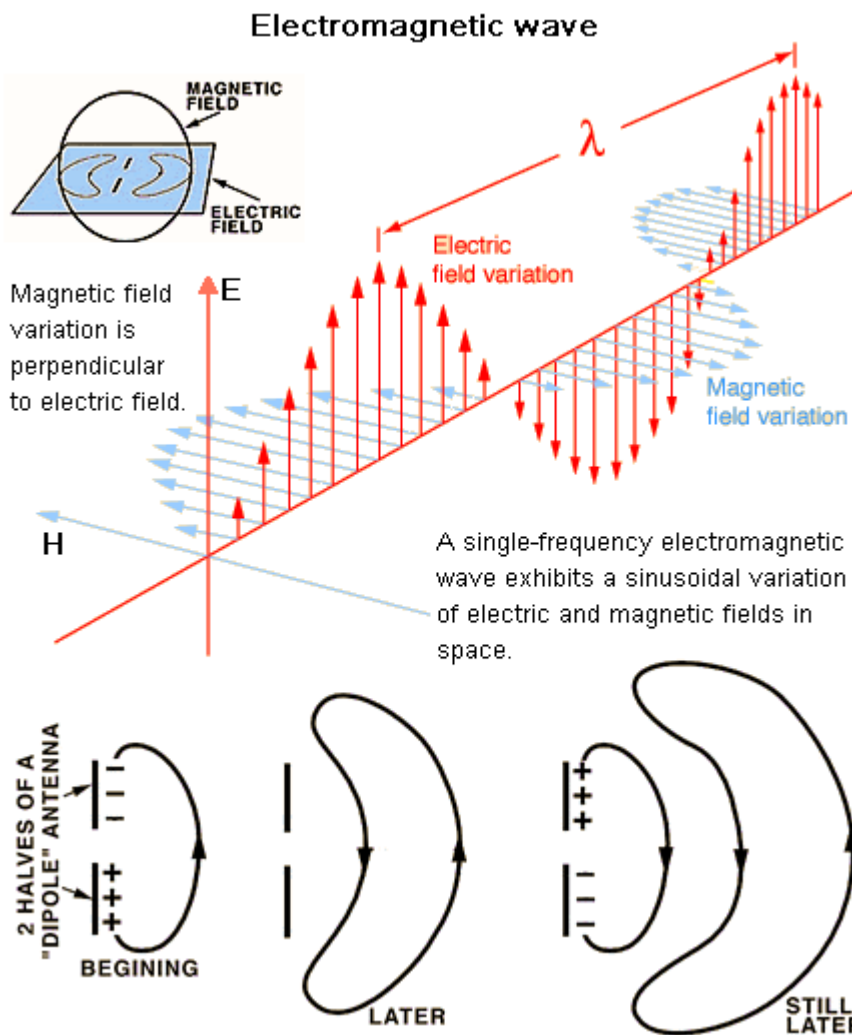 Electromagnetic wave
MAGNETIC
FIELD
ELECTRIC
FIELD
λ
Electric
field variation
E
Magnetic field
variation is
perpendicular
to electric field.
Magnetic
field variation
H
A single-frequency electromagnetic
wave exhibits a sinusoidal variation
of electric and magnetic fields in
space.
2 HALVES OF A
"DIPOLE" ANTENNA
–
–
–
+
+
+
BEGINING
LATER
+
+
+
–
–
–
STILL
LATER